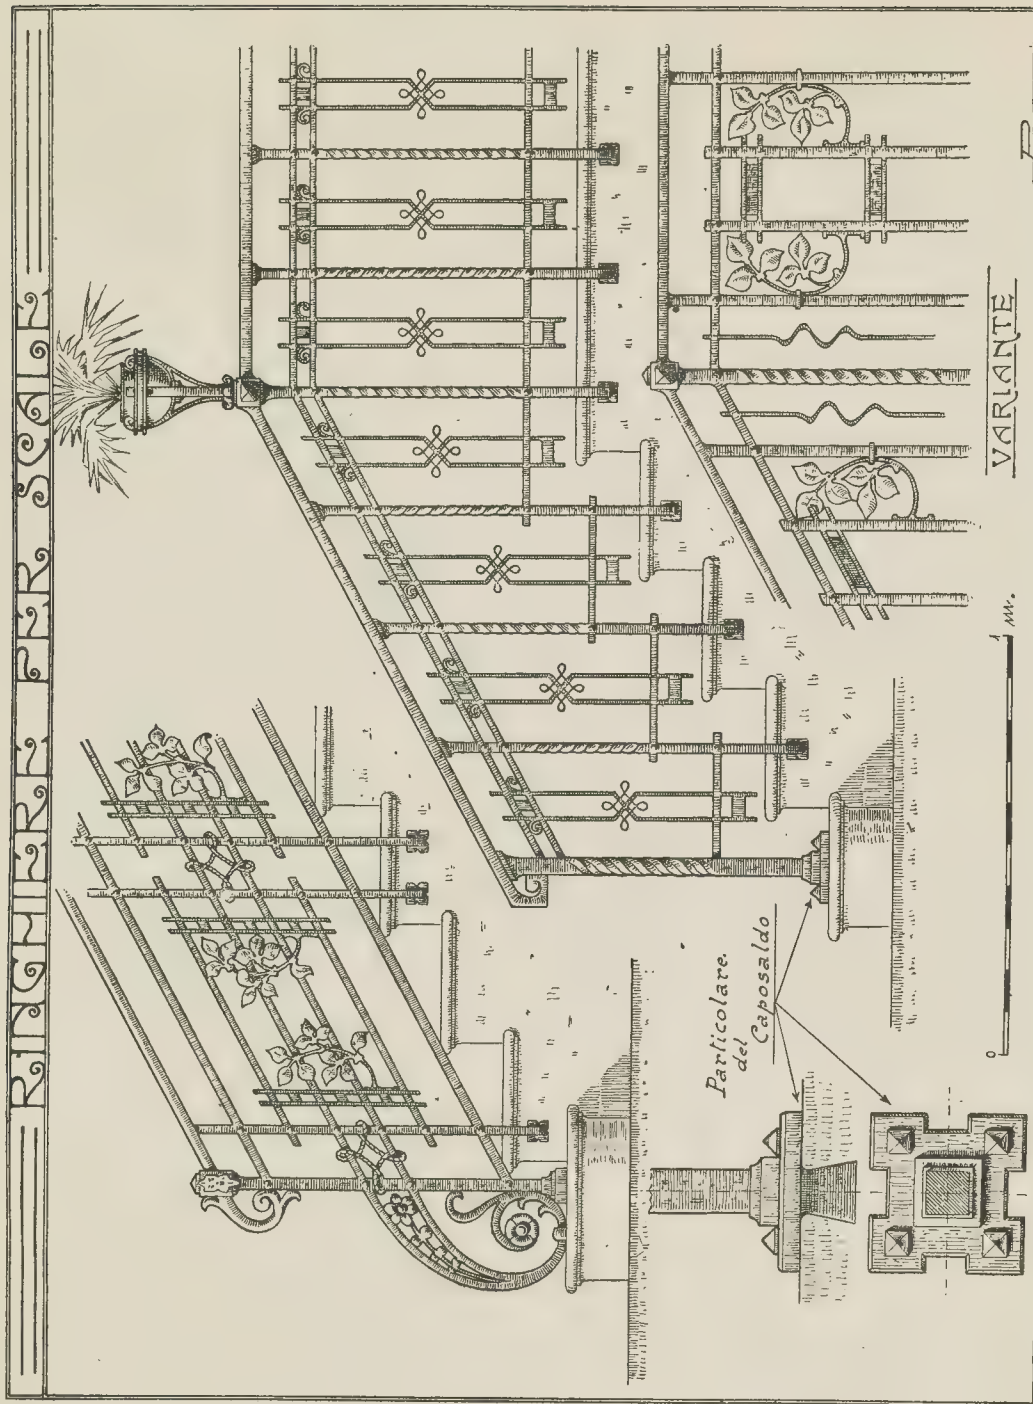 RINGHIERE PER SCALE
Particolare
del
Caposaldo
VARIANTE
0 1 m.